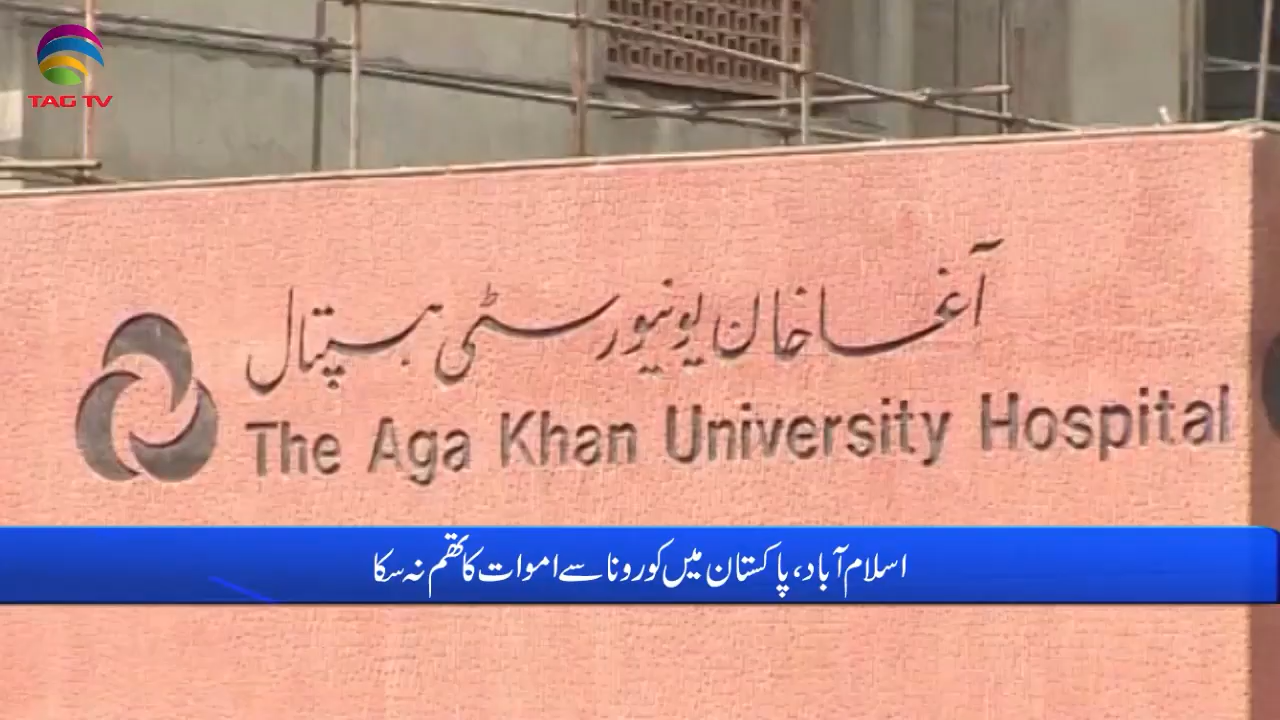 TAG TV
آغا خان یونیورسٹی ہسپتال
The Aga Khan University Hospital
اسلام آباد، پاکستان میں کورونا سے اموات کا تھم نہ سکا